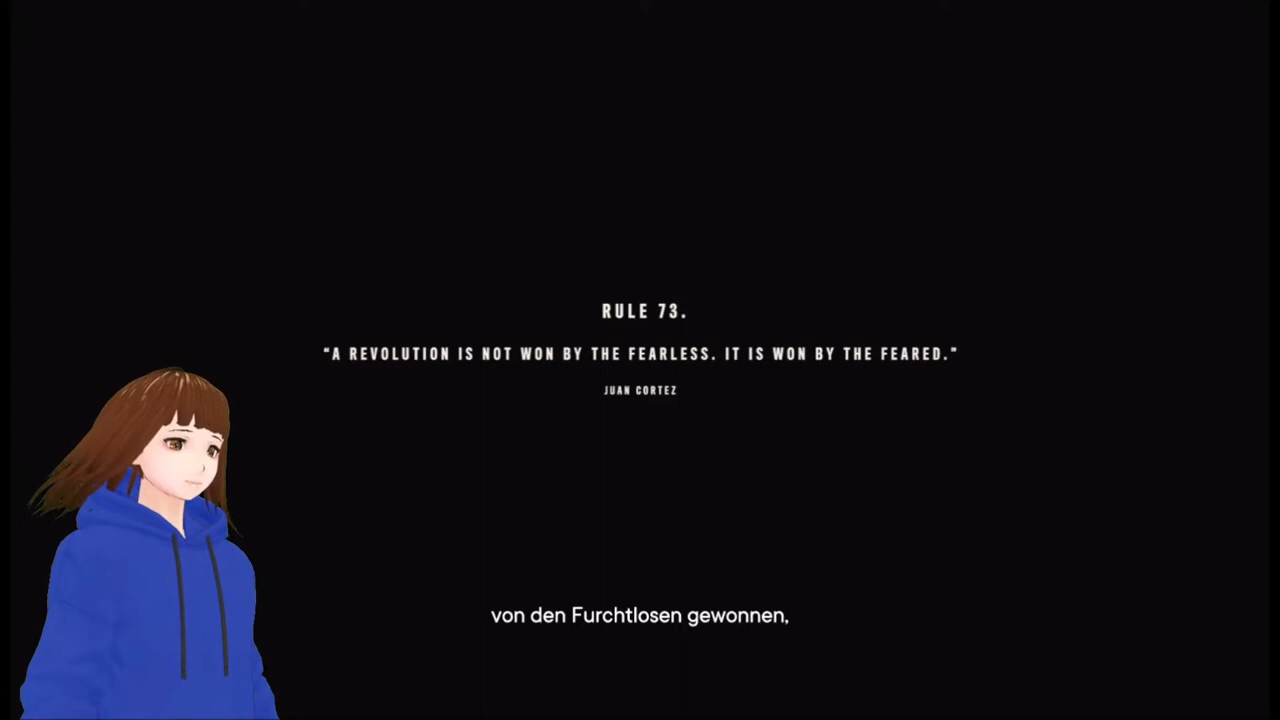 RULE 73.
“A REVOLUTION IS NOT WON BY THE FEARLESS. IT IS WON BY THE FEARED.”
JUAN CORTEZ
von den Furchtlosen gewonnen,